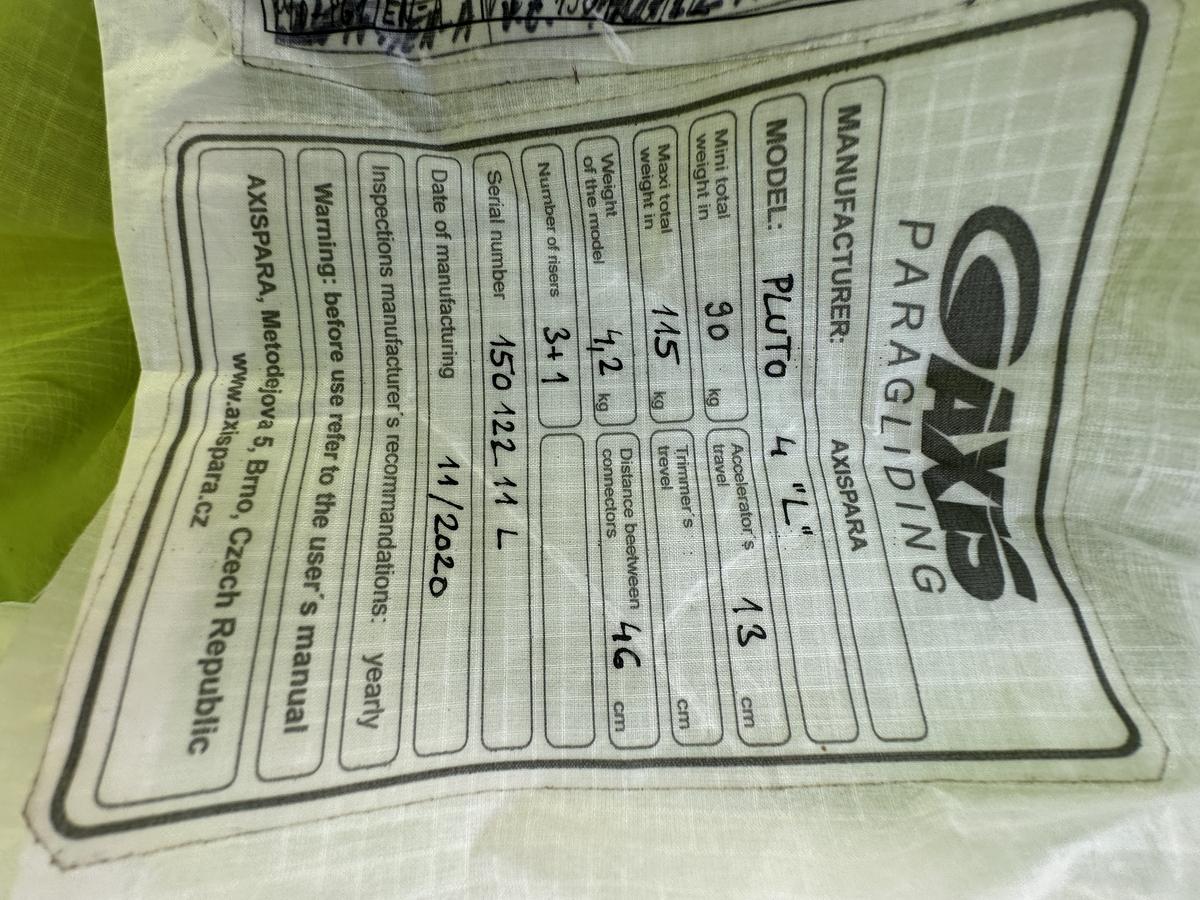 AXIS
PARAGLIDING
MANUFACTURER: AXISPARA
MODEL: PLUTO 4 "L"
Mini total weight in 90 kg
Accelerator´s travel 13 cm
Maxi total weight in 115 kg
Trimmer´s trevel cm
Weight of the model 4,2 kg
Distance beetween connectors 46 cm
Number of risers 3+1
Serial number 150 122 11 L
Date of manufacturing 11/2020
Inspections manufacturer´s recommandations: yearly
Warning: before use refer to the user´s manual
AXISPARA, Metodejova 5, Brno, Czech Republic
www.axispara.cz